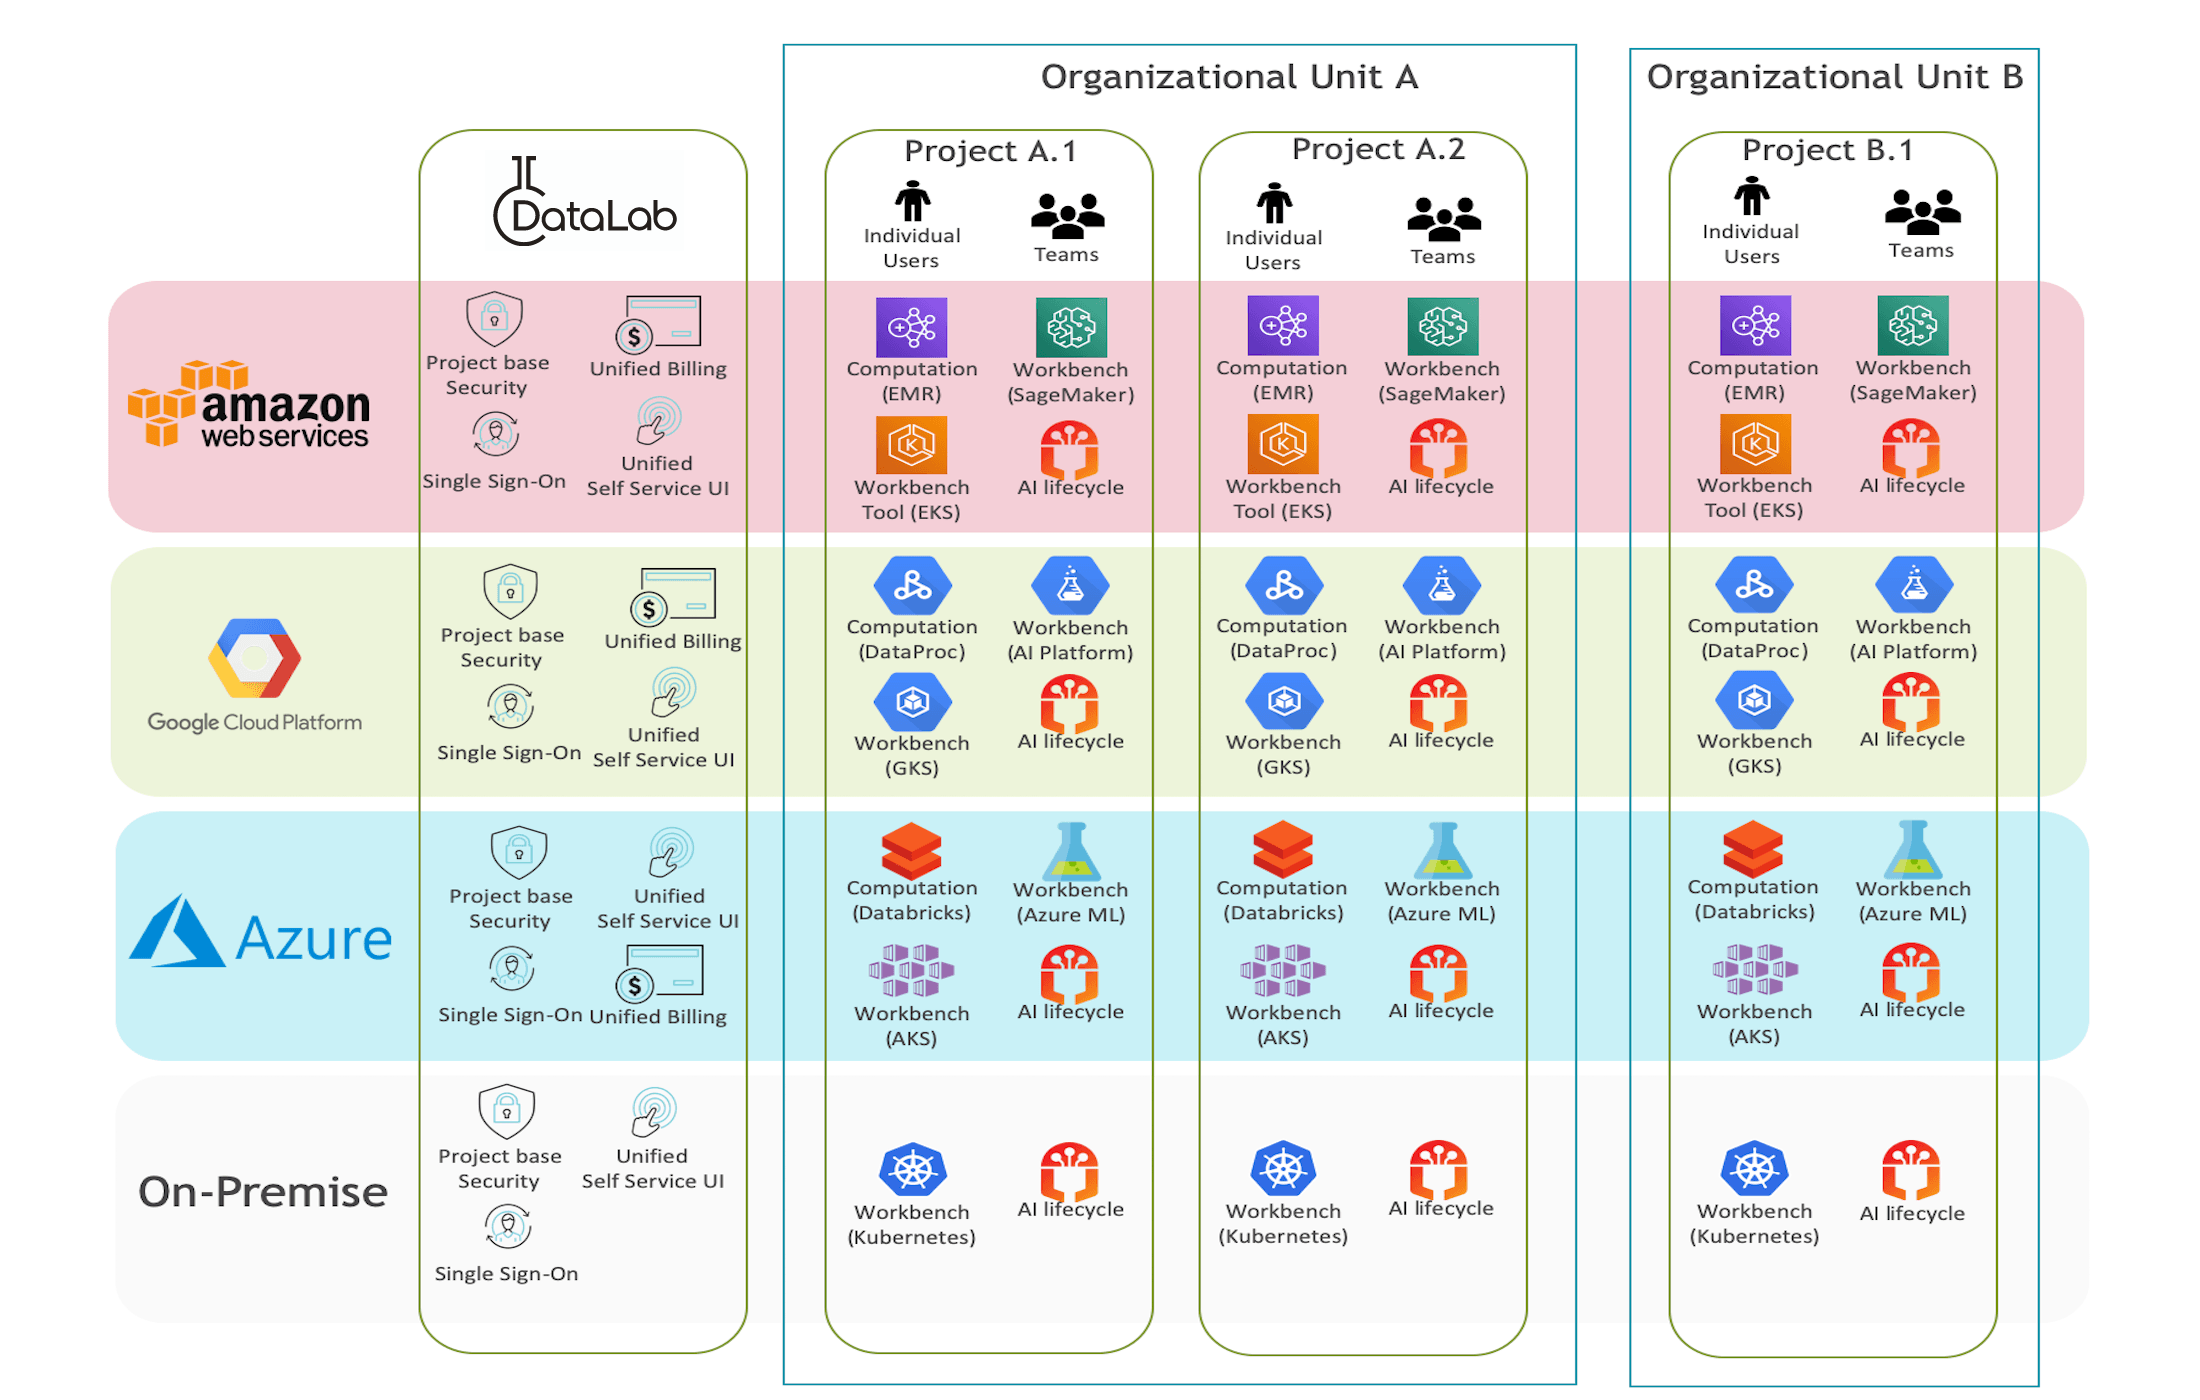 Organizational Unit A
Organizational Unit B
DataLab
Project A.1
Individual
Users
Teams
Project A.2
Individual
Users
Teams
Project B.1
Individual
Users
Teams
amazon
web services
Project base
Security
$
Unified Billing
Single Sign-On
Unified
Self Service UI
Computation
(EMR)
Workbench
(SageMaker)
K
Workbench
Tool (EKS)
AI lifecycle
Computation
(EMR)
Workbench
(SageMaker)
K
Workbench
Tool (EKS)
AI lifecycle
Computation
(EMR)
Workbench
(SageMaker)
K
Workbench
Tool (EKS)
AI lifecycle
Google Cloud Platform
Project base
Security
$
Unified Billing
Single Sign-On
Unified
Self Service UI
Computation
(DataProc)
Workbench
(AI Platform)
Workbench
(GKS)
AI lifecycle
Computation
(DataProc)
Workbench
(AI Platform)
Workbench
(GKS)
AI lifecycle
Computation
(DataProc)
Workbench
(AI Platform)
Workbench
(GKS)
AI lifecycle
Azure
Project base
Security
Unified
Self Service UI
Single Sign-On
$
Unified Billing
Computation
(Databricks)
Workbench
(Azure ML)
Workbench
(AKS)
AI lifecycle
Computation
(Databricks)
Workbench
(Azure ML)
Workbench
(AKS)
AI lifecycle
Computation
(Databricks)
Workbench
(Azure ML)
Workbench
(AKS)
AI lifecycle
On-Premise
Project base
Security
Unified
Self Service UI
Single Sign-On
Workbench
(Kubernetes)
AI lifecycle
Workbench
(Kubernetes)
AI lifecycle
Workbench
(Kubernetes)
AI lifecycle